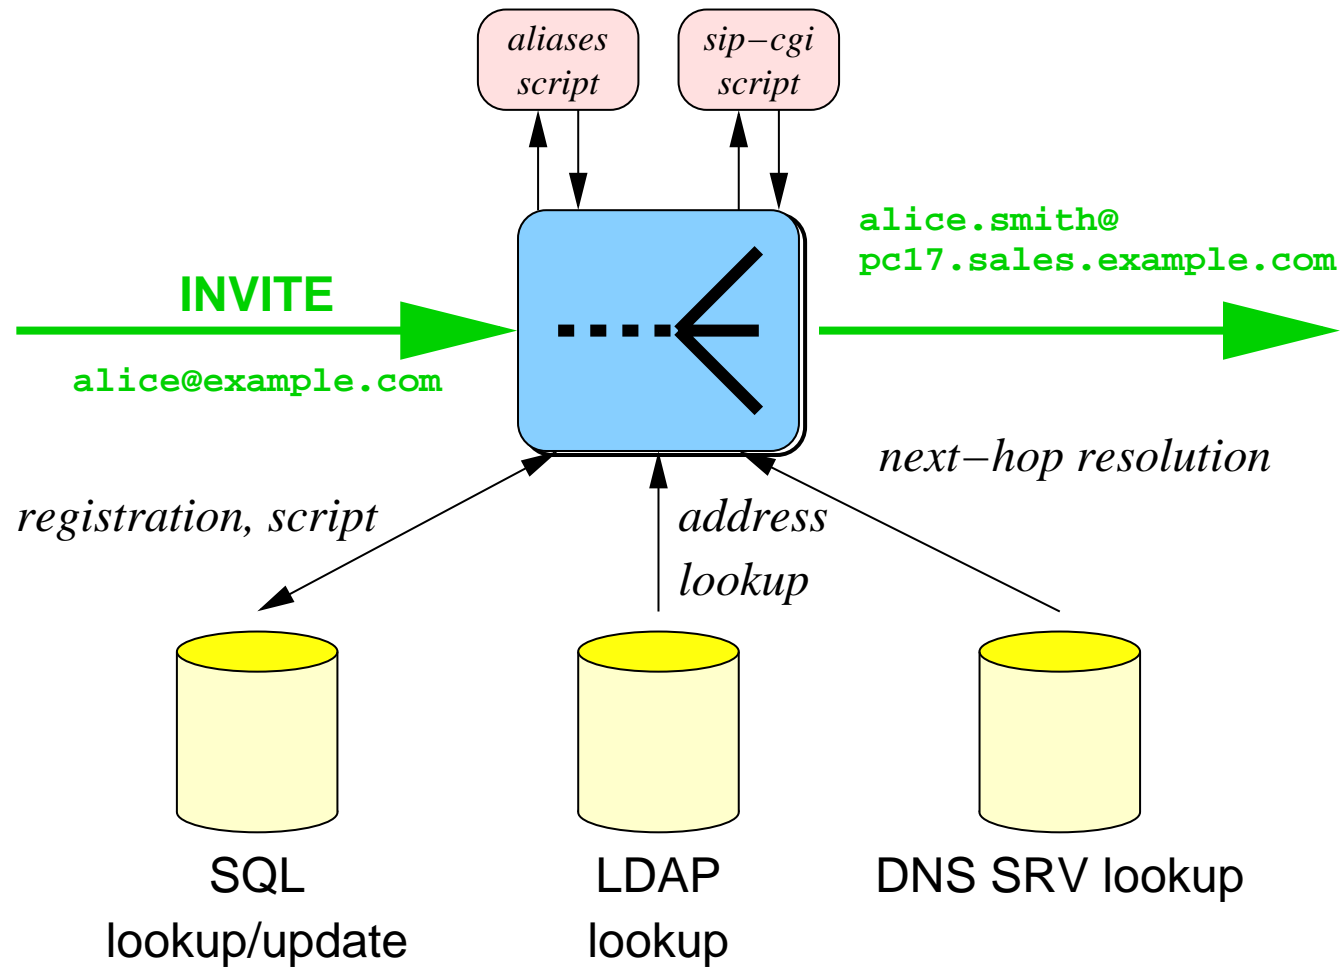 aliases
script
sip−cgi
script
alice.smith@
pc17.sales.example.com
INVITE
alice@example.com
next−hop resolution
registration, script
address
lookup
SQL
lookup/update
LDAP
lookup
DNS SRV lookup